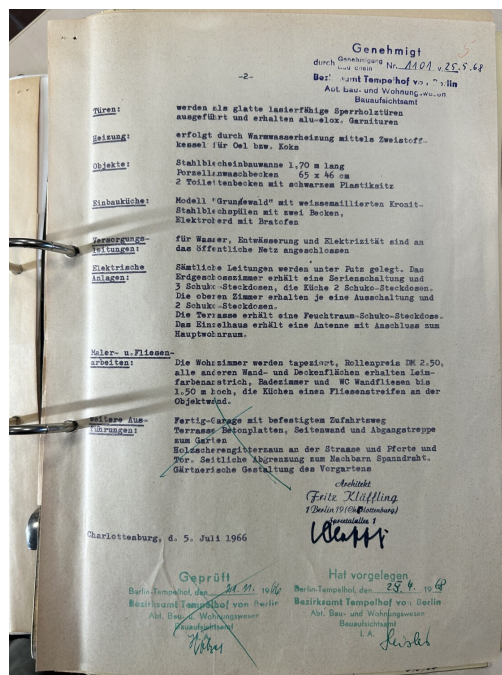 Genehmigt
durch Genehmigung Nr. 1101 v. 25.5.68
Bauschein
Bezirksamt Tempelhof von Berlin
Abt. Bau- und Wohnungswesen
Bauaufsichtsamt
-2-
Türen: werden als glatte lasierfähige Sperrholztüren
ausgeführt und erhalten alu-elox. Garnituren
Heizung: erfolgt durch Warmwasserheizung mittels Zweistoff-
kessel für Oel bzw. Koks
Objekte: Stahlblecheinbauwanne 1,70 m lang
Porzellanwaschbecken 65 x 46 cm
2 Toilettenbecken mit schwarzem Plastiksitz
Einbauküche: Modell "Grunewald" mit weissemaillierten Kronit-
Stahlblechspülen mit zwei Becken,
Elektroherd mit Bratofen
Versorgungs- für Wasser, Entwässerung und Elektrizität sind an
leitungen: das öffentliche Netz angeschlossen
Elektrische Sämtliche Leitungen werden unter Putz gelegt. Das
Anlagen: Erdgeschosszimmer erhält eine Serienschaltung und
3 Schuko-Steckdosen, die Küche 2 Schuko-Steckdosen.
Die oberen Zimmer erhalten je eine Ausschaltung und
2 Schuko-Steckdosen.
Die Terrasse erhält eine Feuchtraum-Schuko-Steckdose.
Das Einzelhaus erhält eine Antenne mit Anschluss zum
Hauptwohnraum.
Maler- u.Fliesen-
arbeiten: Die Wohnzimmer werden tapeziert, Rollenpreis DM 2.50,
alle anderen Wand- und Deckenflächen erhalten Leim-
farbenanstrich, Badezimmer und WC Wandfliesen bis
1.50 m hoch, die Küchen einen Fliesenstreifen an der
Objektwand.
Weitere Aus- Fertig-Garage mit befestigtem Zufahrtsweg
führungen: Terrasse Betonplatten, Seitenwand und Abgangstreppe
zum Garten
Holzscherengitterzaun an der Strasse und Pforte und
Tor. Seitliche Abgrenzung zum Nachbarn Spanndraht.
Gärtnerische Gestaltung des Vorgartens
Architekt
Fritz Kläffling
1 Berlin 19 (Charlottenburg)
Spreetalallee 1
Charlottenburg, d. 5. Juli 1966
Geprüft
Berlin-Tempelhof, den 21. 11. 1966
Bezirksamt Tempelhof von Berlin
Abt. Bau- u. Wohnungswesen
Bauaufsichtsamt
Hat vorgelegen
Berlin-Tempelhof, den 25. 4. 1968
Bezirksamt Tempelhof von Berlin
Abt. Bau- und Wohnungswesen
Bauaufsichtsamt
I. A.